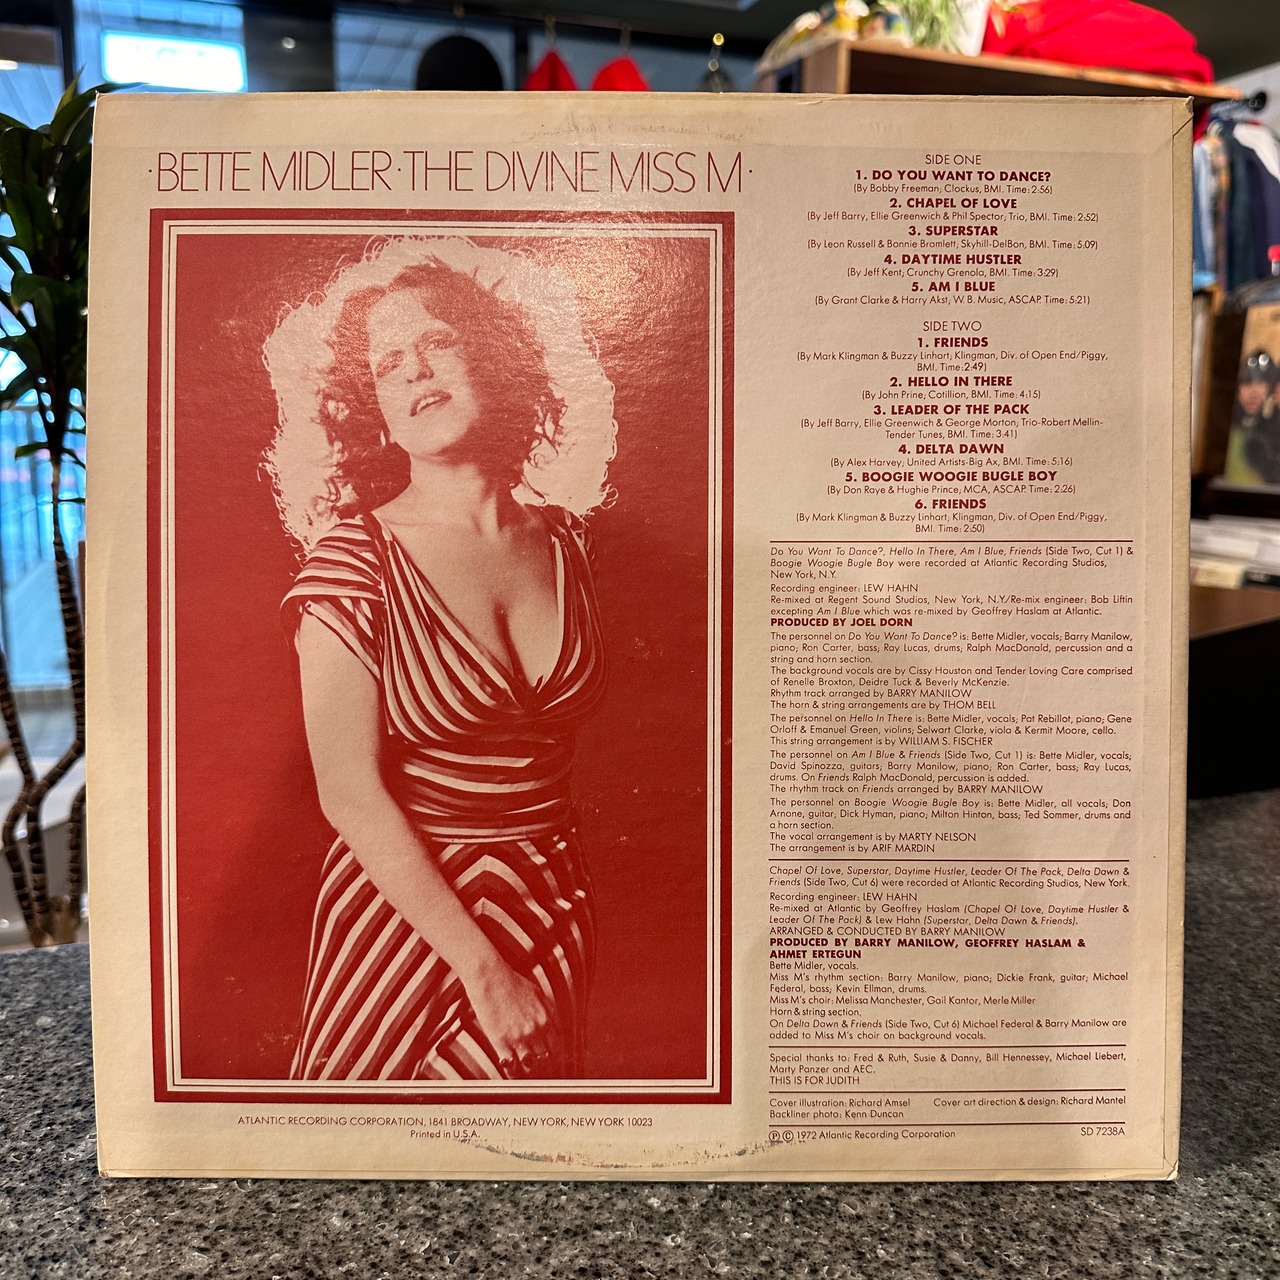 ·BETTE MIDLER·THE DIVINE MISS M·
SIDE ONE
1. DO YOU WANT TO DANCE?
(By Bobby Freeman; Clockus, BMI. Time: 2:56)
2. CHAPEL OF LOVE
(By Jeff Barry, Ellie Greenwich & Phil Spector; Trio, BMI. Time: 2:52)
3. SUPERSTAR
(By Leon Russell & Bonnie Bramlett; Skyhill-DelBon, BMI. Time: 5:09)
4. DAYTIME HUSTLER
(By Jeff Kent; Crunchy Grenola, BMI. Time: 3:29)
5. AM I BLUE
(By Grant Clarke & Harry Akst; W. B. Music, ASCAP. Time: 5:21)
SIDE TWO
1. FRIENDS
(By Mark Klingman & Buzzy Linhart; Klingman, Div. of Open End/Piggy,
BMI. Time: 2:49)
2. HELLO IN THERE
(By John Prine; Cotillion, BMI. Time: 4:15)
3. LEADER OF THE PACK
(By Jeff Barry, Ellie Greenwich & George Morton; Trio-Robert Mellin-
Tender Tunes, BMI. Time: 3:41)
4. DELTA DAWN
(By Alex Harvey; United Artists-Big Ax, BMI. Time: 5:16)
5. BOOGIE WOOGIE BUGLE BOY
(By Don Raye & Hughie Prince; MCA, ASCAP. Time: 2:26)
6. FRIENDS
(By Mark Klingman & Buzzy Linhart; Klingman, Div. of Open End/Piggy,
BMI. Time: 2:50)
Do You Want To Dance?, Hello In There, Am I Blue, Friends (Side Two, Cut 1) &
Boogie Woogie Bugle Boy were recorded at Atlantic Recording Studios,
New York, N.Y.
Recording engineer: LEW HAHN
Re-mixed at Regent Sound Studios, New York, N.Y./Re-mix engineer: Bob Liftin
excepting Am I Blue which was re-mixed by Geoffrey Haslam at Atlantic.
PRODUCED BY JOEL DORN
The personnel on Do You Want To Dance? is: Bette Midler, vocals; Barry Manilow,
piano; Ron Carter, bass; Ray Lucas, drums; Ralph MacDonald, percussion and a
string and horn section.
The background vocals are by Cissy Houston and Tender Loving Care comprised
of Renelle Broxton, Deidre Tuck & Beverly McKenzie.
Rhythm track arranged by BARRY MANILOW
The horn & string arrangements are by THOM BELL
The personnel on Hello In There is: Bette Midler, vocals; Pat Rebillot, piano; Gene
Orloff & Emanuel Green, violins; Selwart Clarke, viola & Kermit Moore, cello.
This string arrangement is by WILLIAM S. FISCHER
The personnel on Am I Blue & Friends (Side Two, Cut 1) is: Bette Midler, vocals;
David Spinozza, guitars; Barry Manilow, piano; Ron Carter, bass; Ray Lucas,
drums. On Friends Ralph MacDonald, percussion is added.
The rhythm track on Friends arranged by BARRY MANILOW
The personnel on Boogie Woogie Bugle Boy is: Bette Midler, all vocals; Don
Arnone, guitar; Dick Hyman, piano; Milton Hinton, bass; Ted Sommer, drums and
a horn section.
The vocal arrangement is by MARTY NELSON
The arrangement is by ARIF MARDIN
Chapel Of Love, Superstar, Daytime Hustler, Leader Of The Pack, Delta Dawn &
Friends (Side Two, Cut 6) were recorded at Atlantic Recording Studios, New York.
Recording engineer: LEW HAHN
Re-mixed at Atlantic by Geoffrey Haslam (Chapel Of Love, Daytime Hustler &
Leader Of The Pack) & Lew Hahn (Superstar, Delta Dawn & Friends).
ARRANGED & CONDUCTED BY BARRY MANILOW
PRODUCED BY BARRY MANILOW, GEOFFREY HASLAM &
AHMET ERTEGUN
Bette Midler, vocals.
Miss M's rhythm section: Barry Manilow, piano; Dickie Frank, guitar; Michael
Federal, bass; Kevin Ellman, drums.
Miss M's choir: Melissa Manchester, Gail Kantor, Merle Miller
Horn & string section.
On Delta Dawn & Friends (Side Two, Cut 6) Michael Federal & Barry Manilow are
added to Miss M's choir on background vocals.
Special thanks to: Fred & Ruth, Susie & Danny, Bill Hennessey, Michael Liebert,
Marty Panzer and AEC.
THIS IS FOR JUDITH
Cover illustration: Richard Amsel Cover art direction & design: Richard Mantel
Backliner photo: Kenn Duncan
Ⓟ © 1972 Atlantic Recording Corporation SD 7238A
ATLANTIC RECORDING CORPORATION, 1841 BROADWAY, NEW YORK, NEW YORK 10023
Printed in U.S.A.